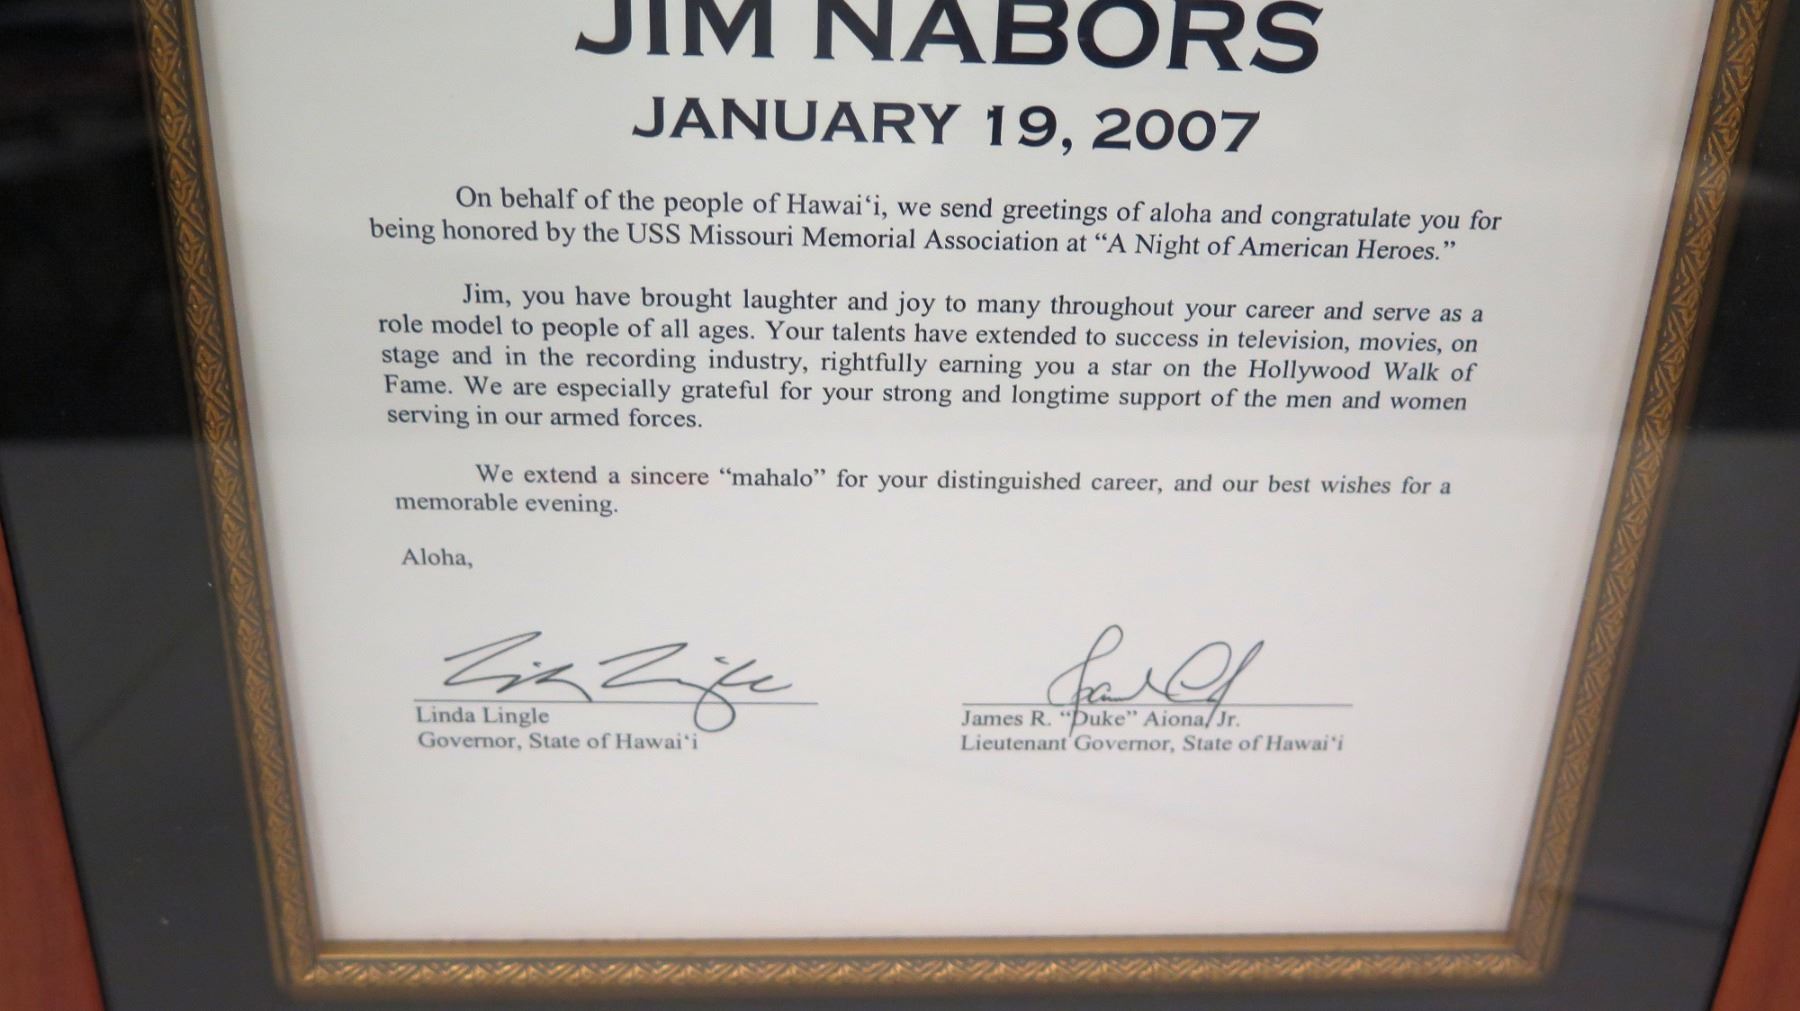 JIM NABORS
JANUARY 19, 2007
On behalf of the people of Hawai‘i, we send greetings of aloha and congratulate you for
being honored by the USS Missouri Memorial Association at “A Night of American Heroes.”
Jim, you have brought laughter and joy to many throughout your career and serve as a
role model to people of all ages. Your talents have extended to success in television, movies, on
stage and in the recording industry, rightfully earning you a star on the Hollywood Walk of
Fame. We are especially grateful for your strong and longtime support of the men and women
serving in our armed forces.
We extend a sincere “mahalo” for your distinguished career, and our best wishes for a
memorable evening.
Aloha,
Linda Lingle
Governor, State of Hawai‘i
James R. “Duke” Aiona, Jr.
Lieutenant Governor, State of Hawai‘i